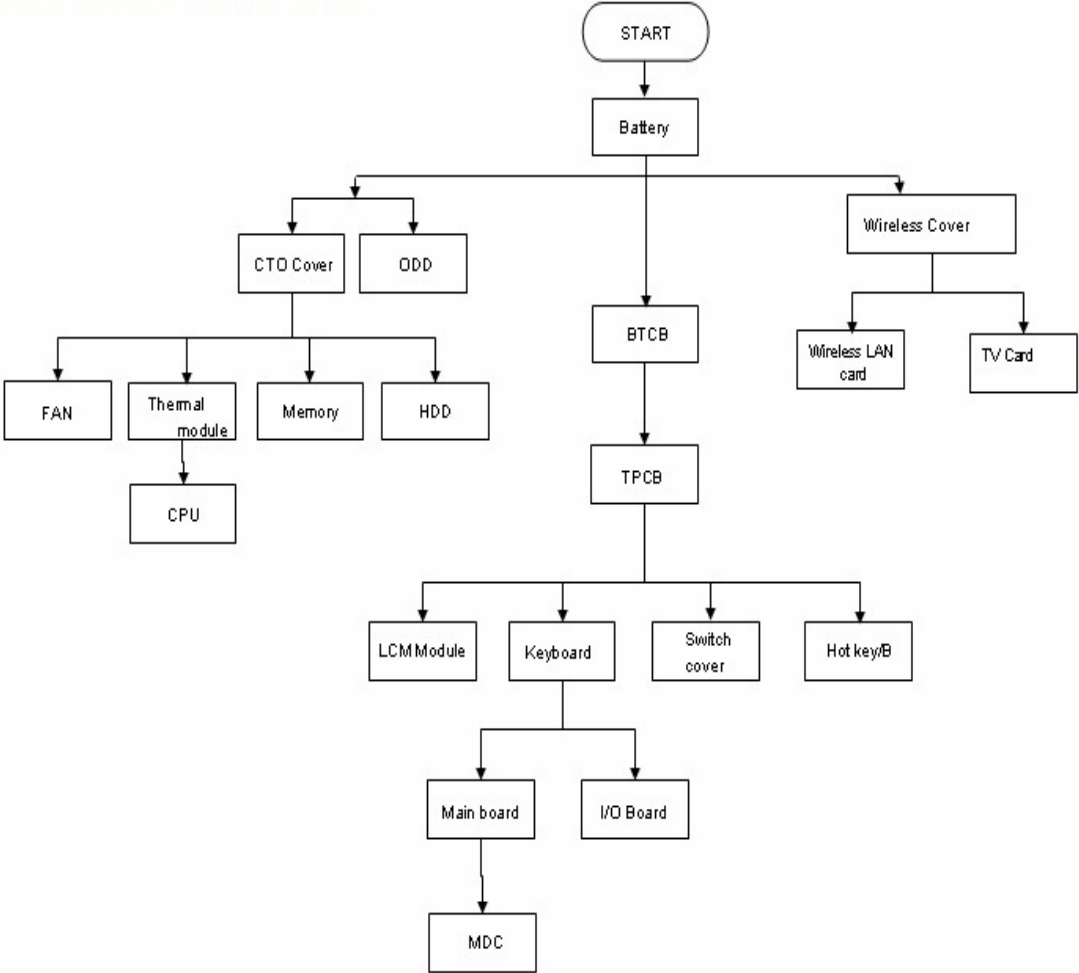 START
Battery
Wireless Cover
CTO Cover
ODD
BTCB
Wireless LAN
card
TV Card
FAN
Thermal
module
Memory
HDD
TPCB
CPU
LCM Module
Keyboard
Switch
cover
Hot key/B
Main board
I/O Board
MDC